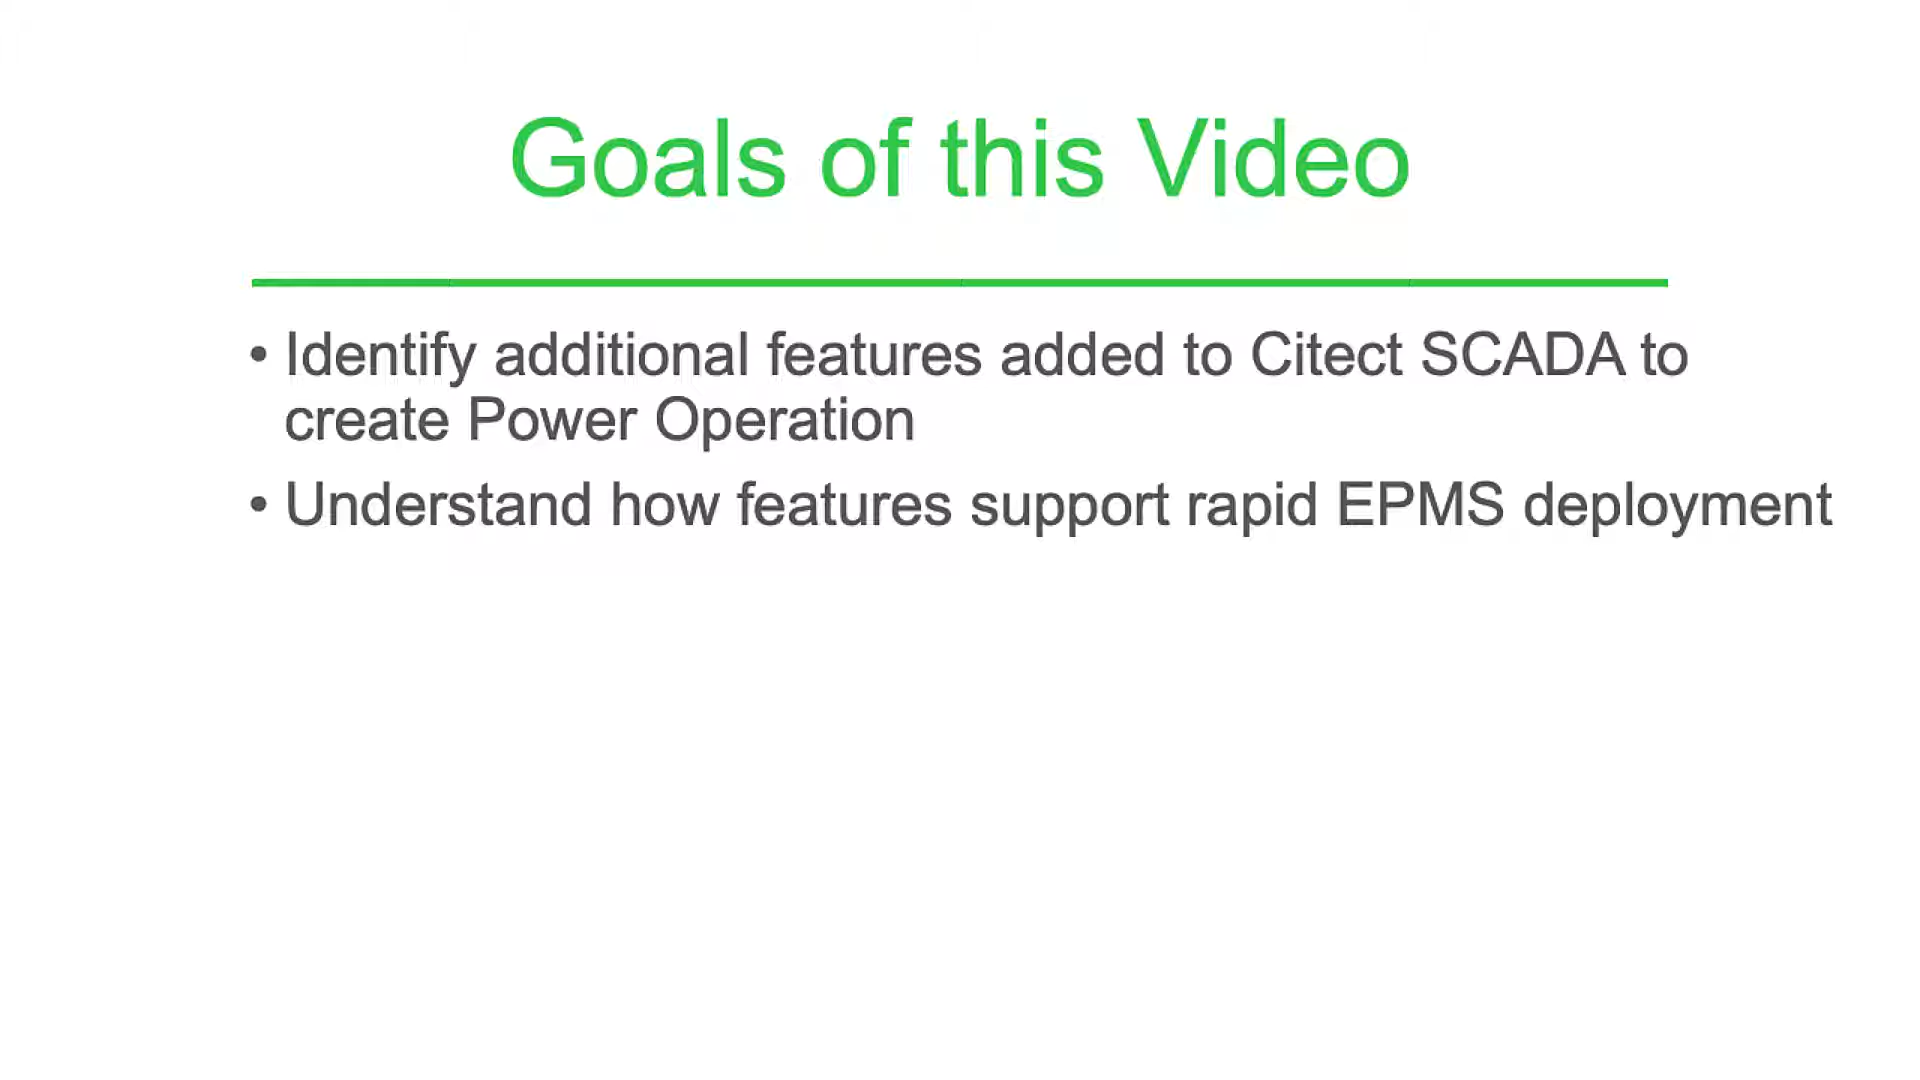 Goals of this Video
• Identify additional features added to Citect SCADA to
create Power Operation
• Understand how features support rapid EPMS deployment